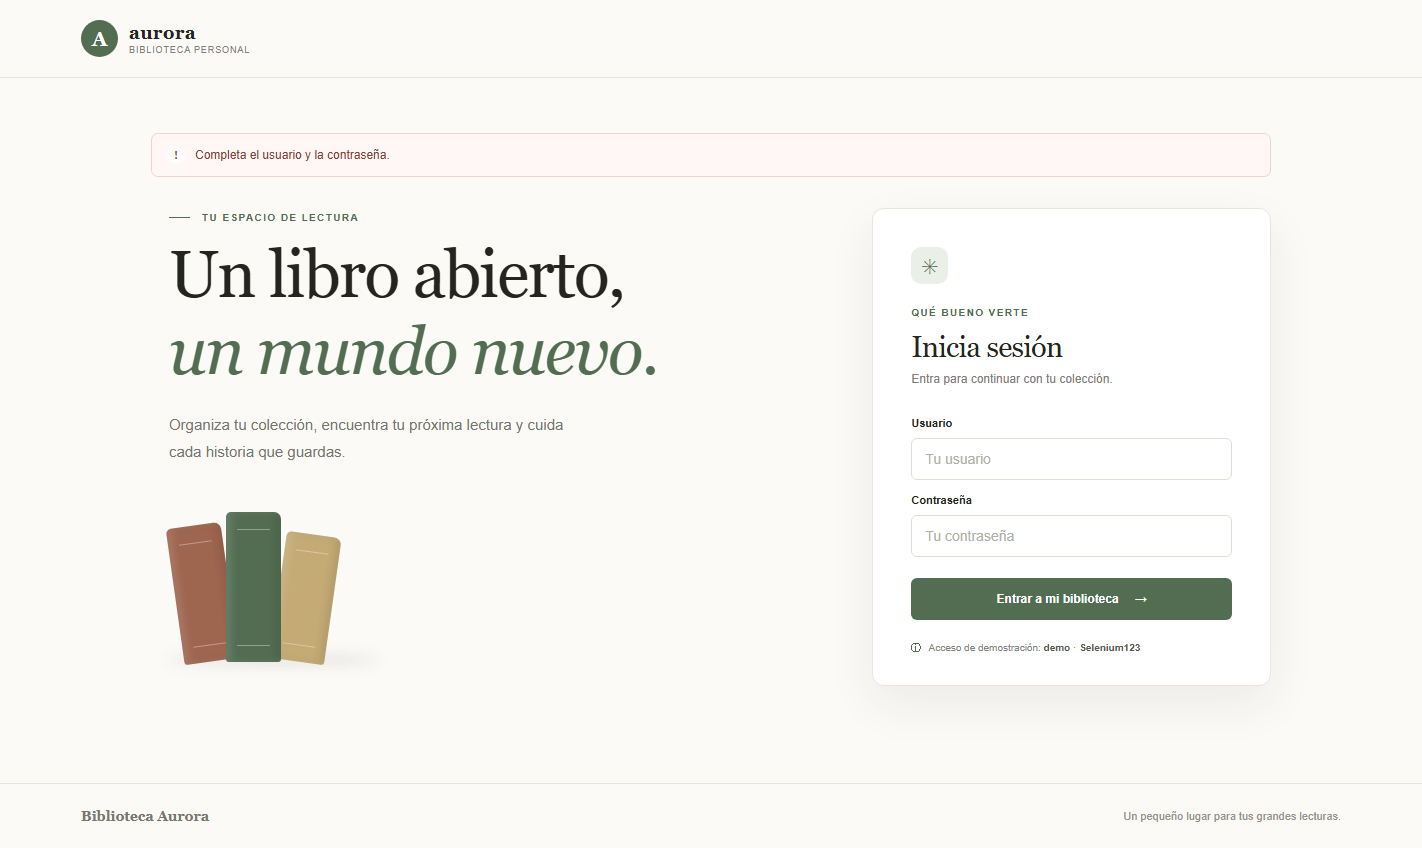 A
aurora
BIBLIOTECA PERSONAL
! Completa el usuario y la contraseña.
TU ESPACIO DE LECTURA
Un libro abierto,
un mundo nuevo.
Organiza tu colección, encuentra tu próxima lectura y cuida
cada historia que guardas.
QUÉ BUENO VERTE
Inicia sesión
Entra para continuar con tu colección.
Usuario
Tu usuario
Contraseña
Tu contraseña
Entrar a mi biblioteca →
ⓘ Acceso de demostración: demo · Selenium123
Biblioteca Aurora
Un pequeño lugar para tus grandes lecturas.